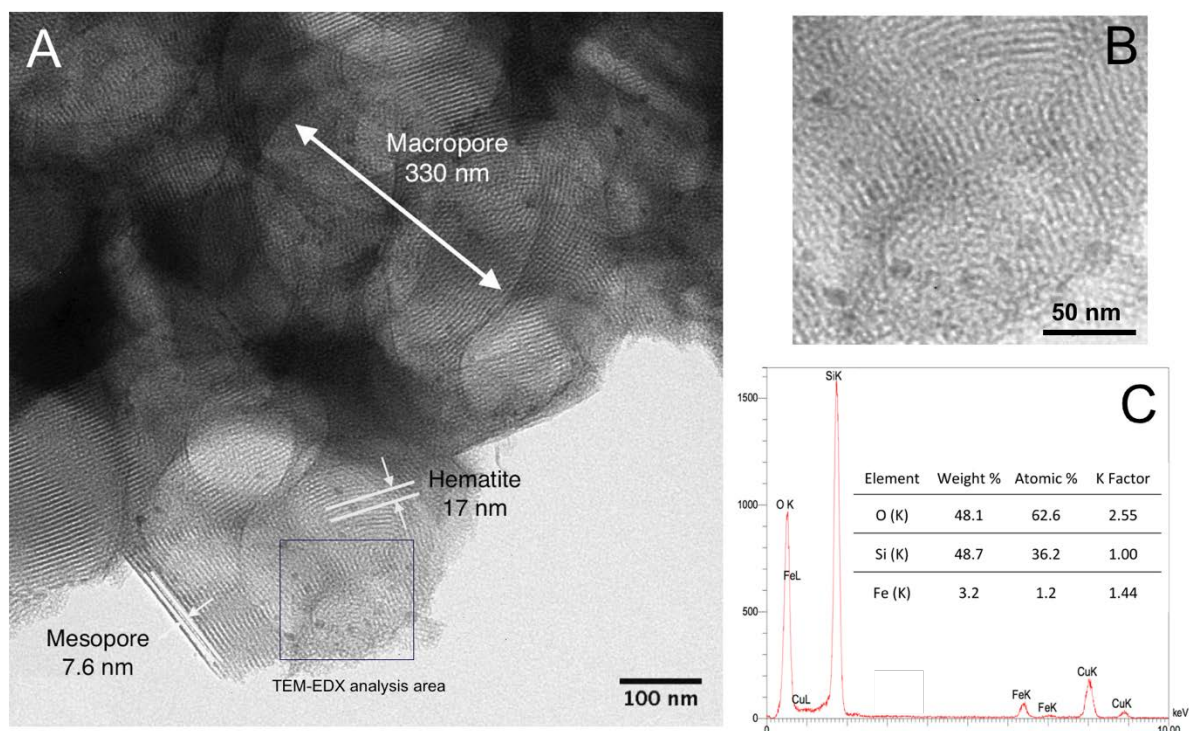 A
Macropore
330 nm
Hematite
17 nm
Mesopore
7.6 nm
TEM-EDX analysis area
100 nm
B
50 nm
C
SiK
1500
1000
500
0
O K
FeL
CuL
FeK
FeK
CuK
CuK
keV
0
10.00
Element Weight % Atomic % K Factor
O (K) 48.1 62.6 2.55
Si (K) 48.7 36.2 1.00
Fe (K) 3.2 1.2 1.44